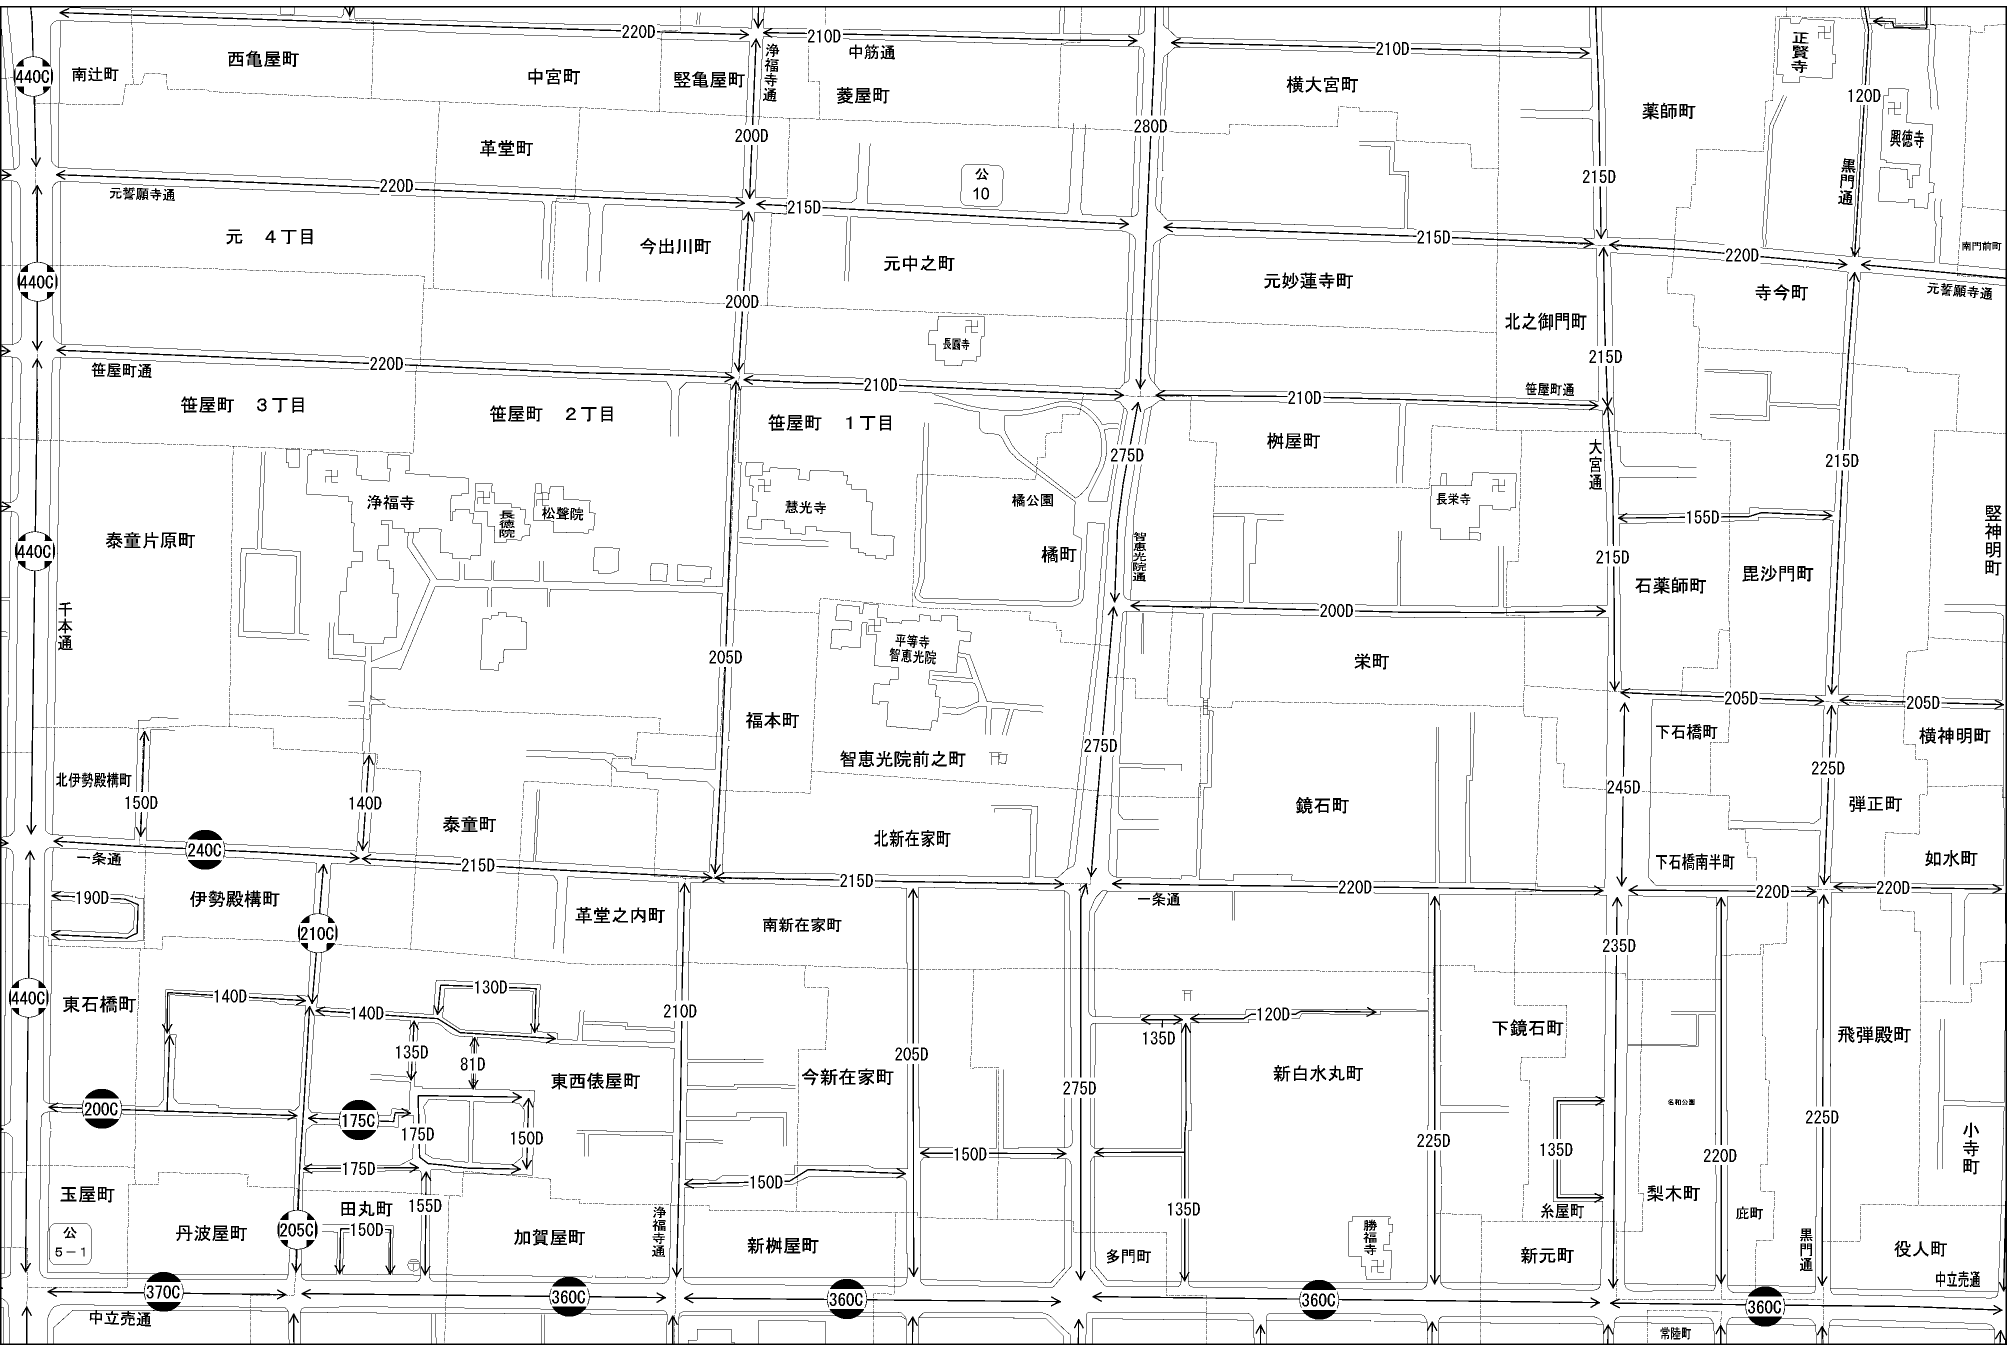 220D
210D
210D
440C
南辻町
西亀屋町
中宮町
竪亀屋町
浄福寺通
中筋通
菱屋町
横大宮町
薬師町
正賢寺
120D
興徳寺
黒門通
革堂町
200D
280D
公
10
215D
220D
元誓願寺通
215D
215D
220D
南門前町
元誓願寺通
元 4丁目
今出川町
元中之町
元妙蓮寺町
寺今町
440C
200D
長圓寺
北之御門町
215D
220D
笹屋町通
210D
210D
笹屋町通
笹屋町 3丁目
笹屋町 2丁目
笹屋町 1丁目
275D
桝屋町
大宮通
215D
浄福寺
長徳院
松聲院
慧光寺
橘公園
長栄寺
155D
竪神明町
440C
泰童片原町
橘町
智恵光院通
215D
石薬師町
毘沙門町
千本通
200D
205D
平等寺
智恵光院
栄町
205D
205D
福本町
智恵光院前之町
275D
下石橋町
横神明町
北伊勢殿構町
150D
140D
泰童町
北新在家町
鏡石町
245D
225D
弾正町
一条通
240C
215D
215D
220D
下石橋南半町
如水町
220D
220D
190D
伊勢殿構町
210C
革堂之内町
南新在家町
一条通
235D
440C
東石橋町
140D
140D
130D
210D
135D
120D
下鏡石町
飛弾殿町
135D
81D
東西俵屋町
205D
今新在家町
275D
新白水丸町
名和公園
200C
175C
175D
150D
225D
135D
220D
225D
小寺町
175D
150D
150D
玉屋町
公
5-1
丹波屋町
田丸町
150D
155D
205C
加賀屋町
浄福寺通
新桝屋町
多門町
135D
勝福寺
新元町
糸屋町
梨木町
庇町
黒門通
役人町
中立売通
370C
中立売通
360C
360C
360C
360C
常陸町